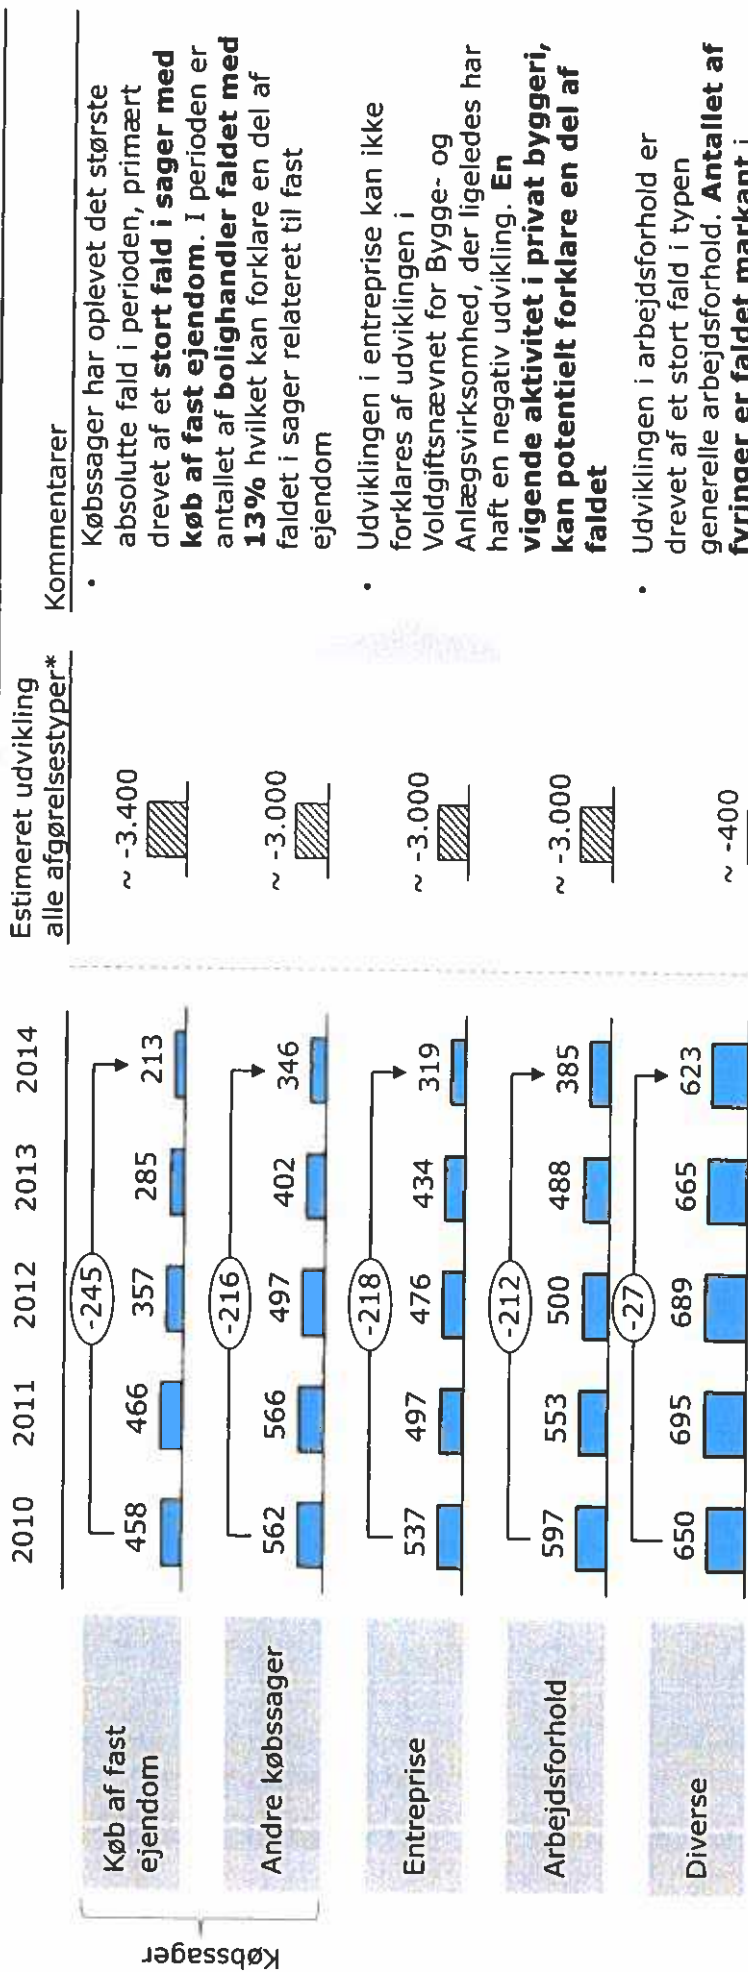 2010 2011 2012 2013 2014
Estimeret udvikling
alle afgørelsestyper*
Kommentarer
Købssager
Køb af fast
ejendom
458 466 357 285 213
-245
~ -3.400
Andre købssager
562 566 497 402 346
-216
~ -3.000
Entreprise
537 497 476 434 319
-218
~ -3.000
Arbejdsforhold
597 553 500 488 385
-212
~ -3.000
Diverse
650 695 689 665 623
-27
~ -400
• Købssager har oplevet det største
absolutte fald i perioden, primært
drevet af et stort fald i sager med
køb af fast ejendom. I perioden er
antallet af bolighandler faldet med
13% hvilket kan forklare en del af
faldet i sager relateret til fast
ejendom
• Udviklingen i entreprise kan ikke
forklares af udviklingen i
Voldgiftsnævnet for Bygge- og
Anlægsvirksomhed, der ligeledes har
haft en negativ udvikling. En
vigende aktivitet i privat byggeri,
kan potentielt forklare en del af
faldet
• Udviklingen i arbejdsforhold er
drevet af et stort fald i typen
generelle arbejdsforhold. Antallet af
fyringer er faldet markant i